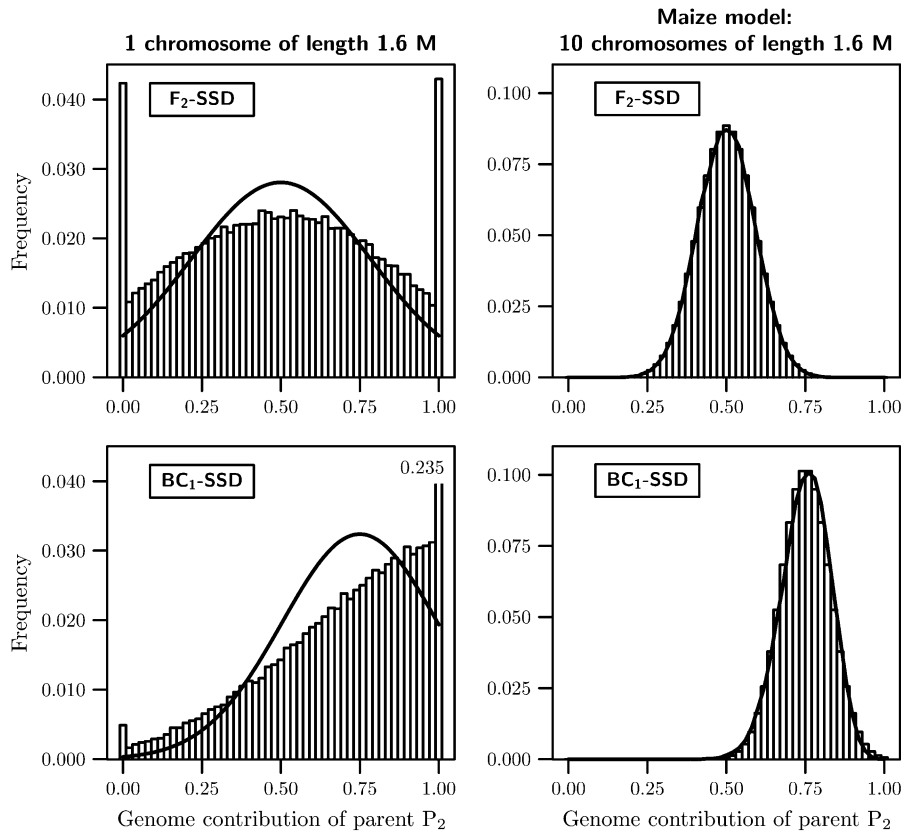 1 chromosome of length 1.6 M
Maize model:
10 chromosomes of length 1.6 M
F₂-SSD
Frequency
0.040
0.030
0.020
0.010
0.000
0.00 0.25 0.50 0.75 1.00
F₂-SSD
0.100
0.075
0.050
0.025
0.000
0.00 0.25 0.50 0.75 1.00
BC₁-SSD
0.235
Frequency
0.040
0.030
0.020
0.010
0.000
0.00 0.25 0.50 0.75 1.00
Genome contribution of parent P₂
BC₁-SSD
0.100
0.075
0.050
0.025
0.000
0.00 0.25 0.50 0.75 1.00
Genome contribution of parent P₂